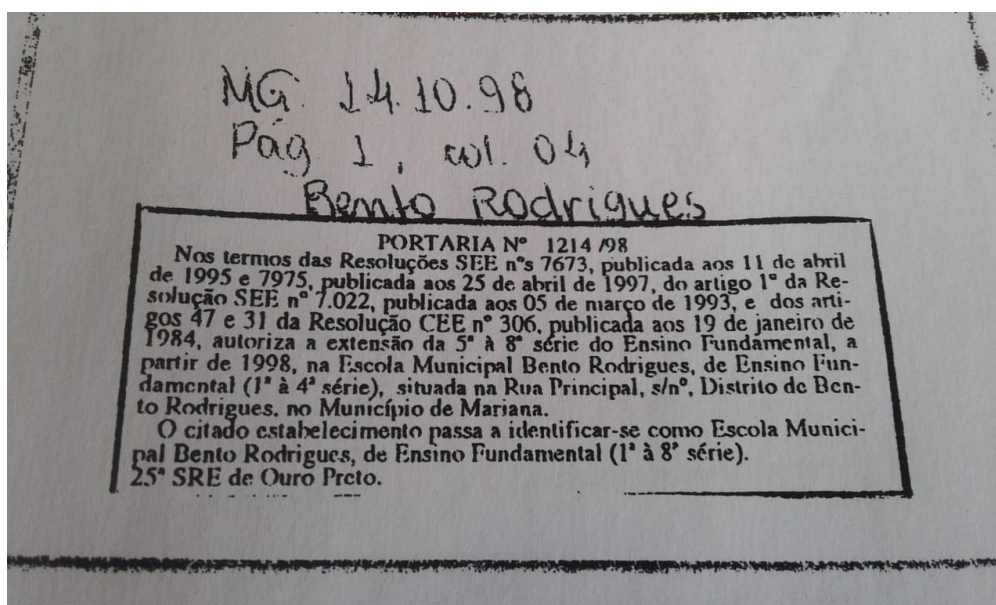 MG 14.10.98
Pág 1, col. 04
Bento Rodrigues
PORTARIA Nº 1214/98
Nos termos das Resoluções SEE nºs 7673, publicada aos 11 de abril
de 1995 e 7975, publicada aos 25 de abril de 1997, do artigo 1º da Re-
solução SEE nº 7.022, publicada aos 05 de março de 1993, e dos arti-
gos 47 e 31 da Resolução CEE nº 306, publicada aos 19 de janeiro de
1984, autoriza a extensão da 5ª à 8ª série do Ensino Fundamental, a
partir de 1998, na Escola Municipal Bento Rodrigues, de Ensino Fun-
damental (1ª à 4ª série), situada na Rua Principal, s/nº, Distrito de Ben-
to Rodrigues, no Município de Mariana.
O citado estabelecimento passa a identificar-se como Escola Munici-
pal Bento Rodrigues, de Ensino Fundamental (1ª à 8ª série).
25ª SRE de Ouro Preto.